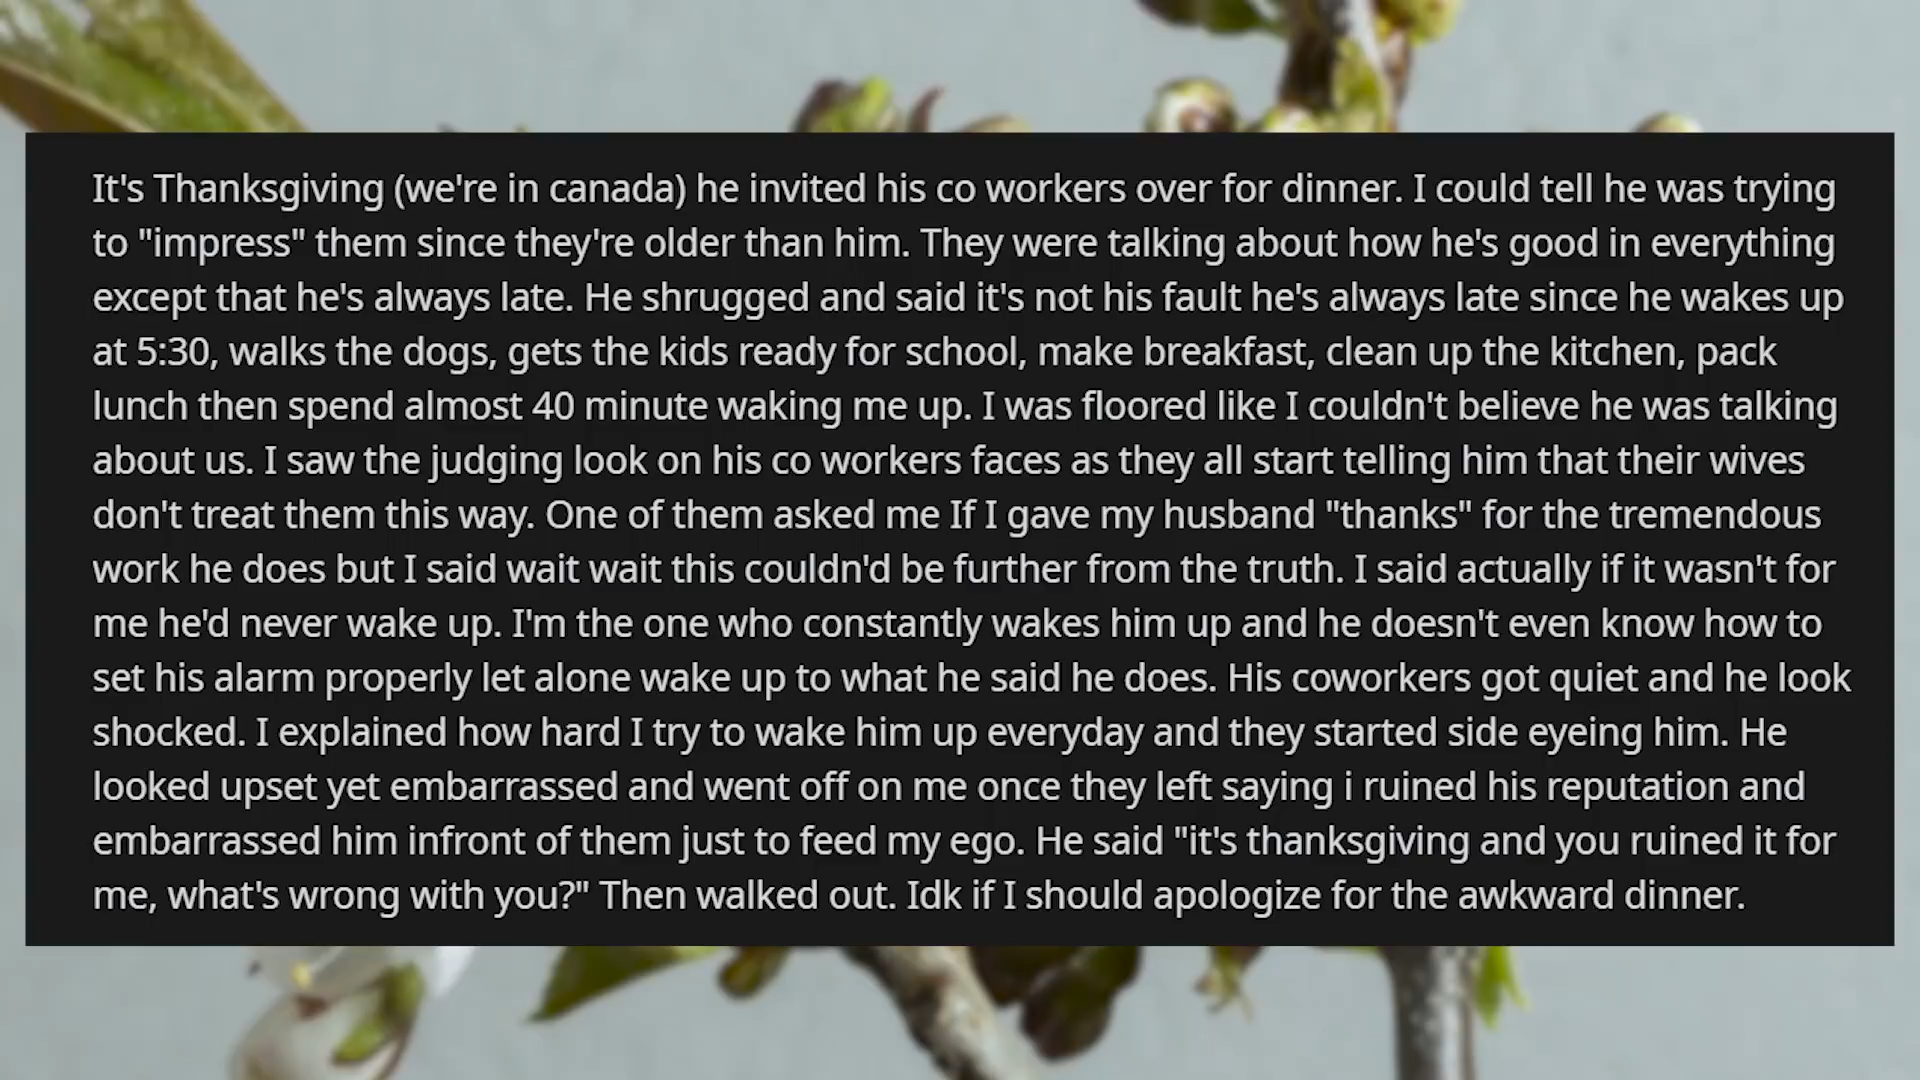 It's Thanksgiving (we're in canada) he invited his co workers over for dinner. I could tell he was trying
to "impress" them since they're older than him. They were talking about how he's good in everything
except that he's always late. He shrugged and said it's not his fault he's always late since he wakes up
at 5:30, walks the dogs, gets the kids ready for school, make breakfast, clean up the kitchen, pack
lunch then spend almost 40 minute waking me up. I was floored like I couldn't believe he was talking
about us. I saw the judging look on his co workers faces as they all start telling him that their wives
don't treat them this way. One of them asked me If I gave my husband "thanks" for the tremendous
work he does but I said wait wait this couldn'd be further from the truth. I said actually if it wasn't for
me he'd never wake up. I'm the one who constantly wakes him up and he doesn't even know how to
set his alarm properly let alone wake up to what he said he does. His coworkers got quiet and he look
shocked. I explained how hard I try to wake him up everyday and they started side eyeing him. He
looked upset yet embarrassed and went off on me once they left saying i ruined his reputation and
embarrassed him infront of them just to feed my ego. He said "it's thanksgiving and you ruined it for
me, what's wrong with you?" Then walked out. Idk if I should apologize for the awkward dinner.